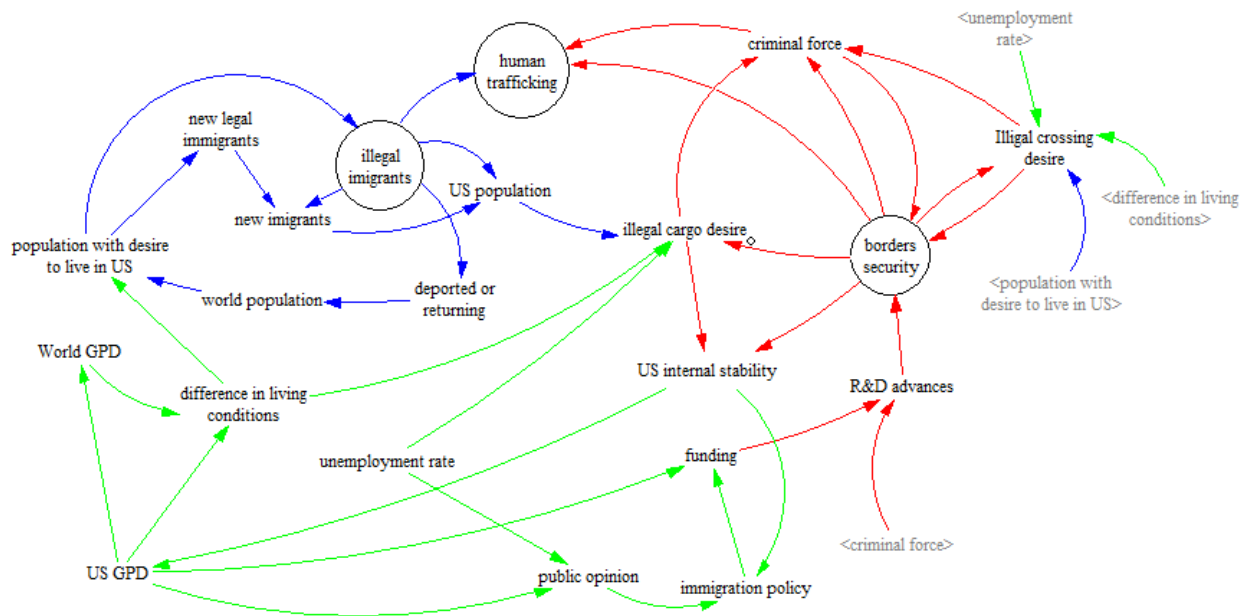 <unemployment
rate>
criminal force
human
trafficking
new legal
immigrants
Illigal crossing
desire
illegal
imigrants
US population
<difference in living
conditions>
new imigrants
illegal cargo desire
population with desire
to live in US
borders
security
<population with
desire to live in US>
world population
deported or
returning
World GPD
US internal stability
R&D advances
difference in living
conditions
unemployment rate
funding
<criminal force>
US GPD
public opinion
immigration policy